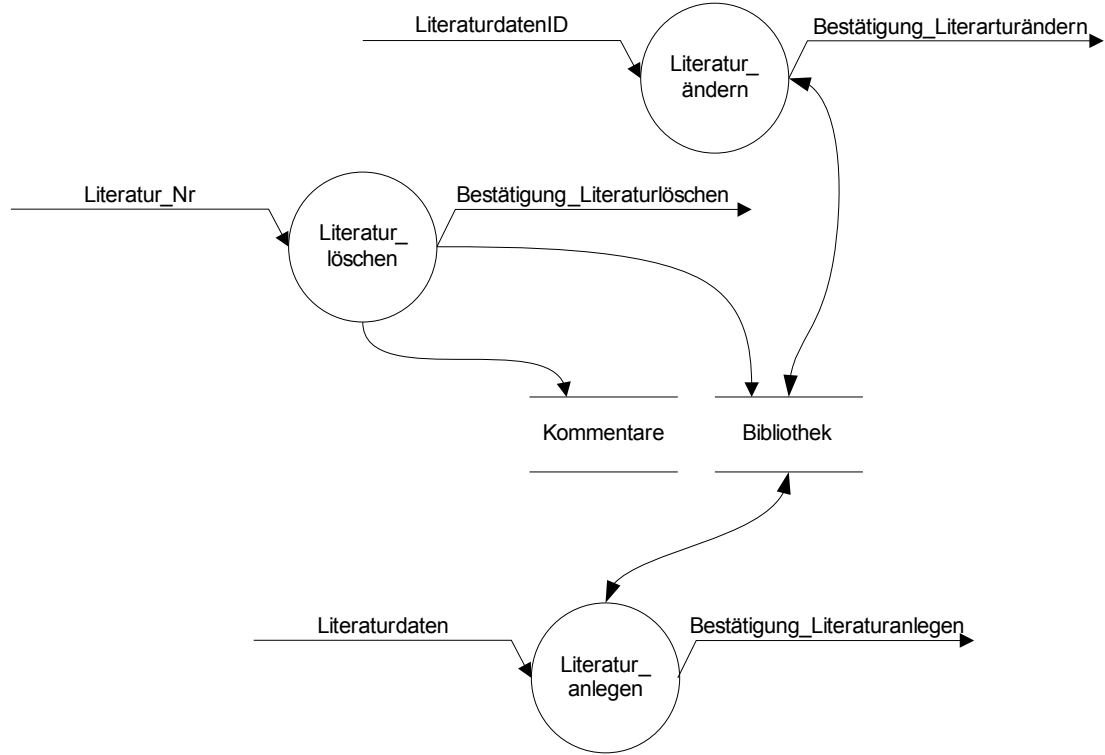 LiteraturdatenID
Bestätigung_Literarturändern
Literatur_
ändern
Literatur_Nr
Bestätigung_Literaturlöschen
Literatur_
löschen
Kommentare
Bibliothek
Literaturdaten
Bestätigung_Literaturanlegen
Literatur_
anlegen